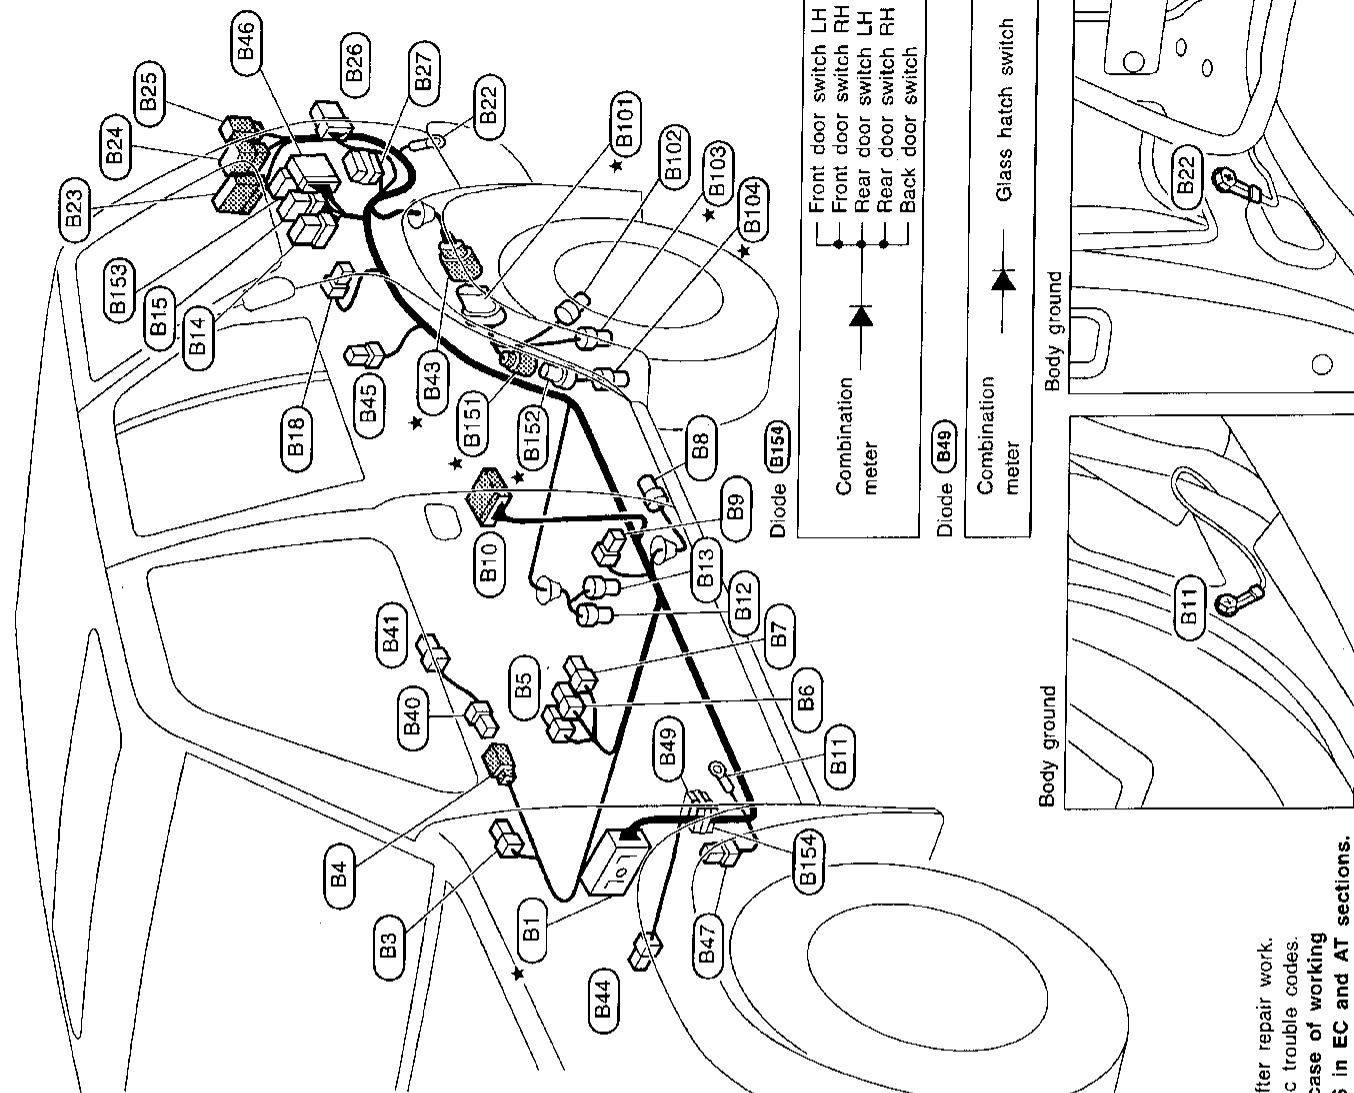 B46
B25
B26
B27
B24
B22
B23
★ B101
B102
★ B103
★ B104
B153
B15
B14
B18
B45
★ B43
★ B151
★ B152
B8
B9
B10
B13
B12
B41
B7
B5
B40
B6
B49
B11
B4
B154
B3
★ B1
B47
B44
Diode B154
Combination
meter
Front door switch LH
Front door switch RH
Rear door switch LH
Rear door switch RH
Back door switch
Diode B49
Combination
meter
Glass hatch switch
Body ground
B22
Body ground
B11
fter repair work.
c trouble codes.
case of working
S in EC and AT sections.